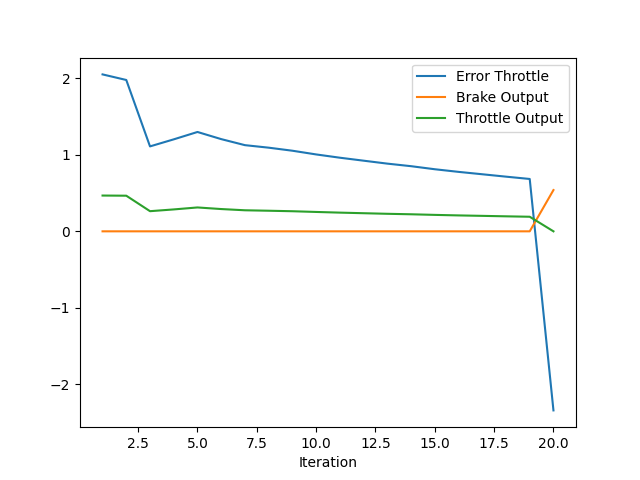 Error Throttle
Brake Output
Throttle Output
2
1
0
−1
−2
2.5 5.0 7.5 10.0 12.5 15.0 17.5 20.0
Iteration